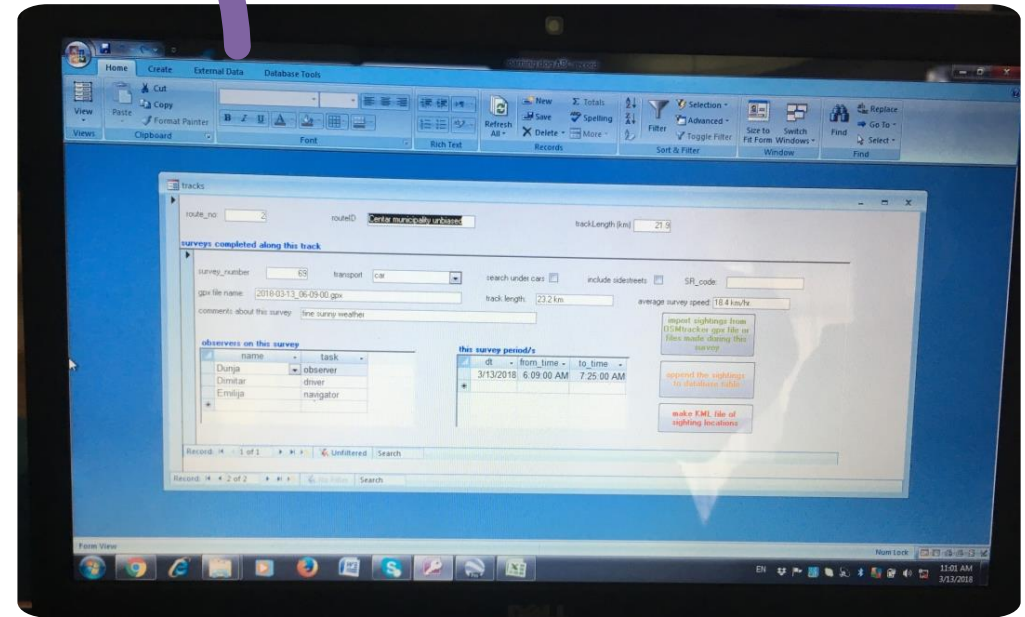 Home Create External Data Database Tools
View Paste Cut Copy Format Painter
Refresh All New Save Delete Totals Spelling More
Filter Selection Advanced Toggle Filter
Size to Fit Form Switch Windows
Find Replace Go To Select
Views Clipboard Font Rich Text Records Sort & Filter Window Find
tracks
route_no 2 routeID Centar municipality unbiased trackLength (km) 21.9
surveys completed along this track
survey_number 69 transport car search under cars include sidestreets SR_code:
gpx file name 2018-03-13_06-09-00.gpx track length: 23.2 km average survey speed 18.4 km/hr.
comments about this survey fine sunny weather
import sightings from
OSMtracker gpx file or
files made during this
survey
observers on this survey
name task
Dunja observer
Dimitar driver
Emilija navigator
this survey period/s
dt from_time to_time
3/13/2018 6:09:00 AM 7:25:00 AM
append the sightings
to database table
make KML file of
sighting locations
Record: 1 of 1 Unfiltered Search
Record: 2 of 2 No Filter Search
Form View Num Lock
EN 11:01 AM
3/13/2018
DELL